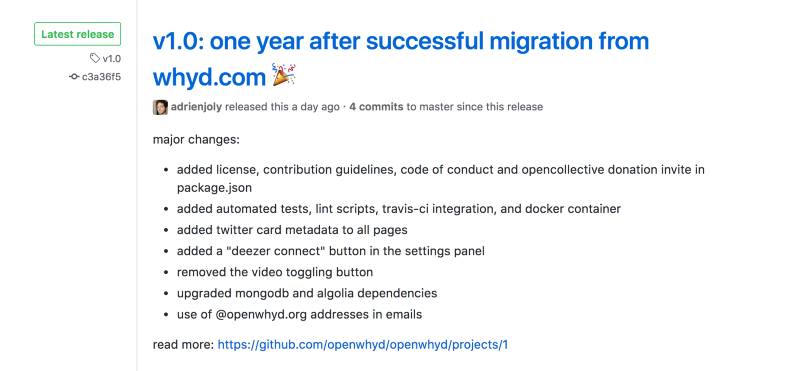 Latest release
v1.0
c3a36f5
v1.0: one year after successful migration from
whyd.com 🎉
adrienjoly released this a day ago · 4 commits to master since this release
major changes:
• added license, contribution guidelines, code of conduct and opencollective donation invite in
package.json
• added automated tests, lint scripts, travis-ci integration, and docker container
• added twitter card metadata to all pages
• added a "deezer connect" button in the settings panel
• removed the video toggling button
• upgraded mongodb and algolia dependencies
• use of @openwhyd.org addresses in emails
read more: https://github.com/openwhyd/openwhyd/projects/1